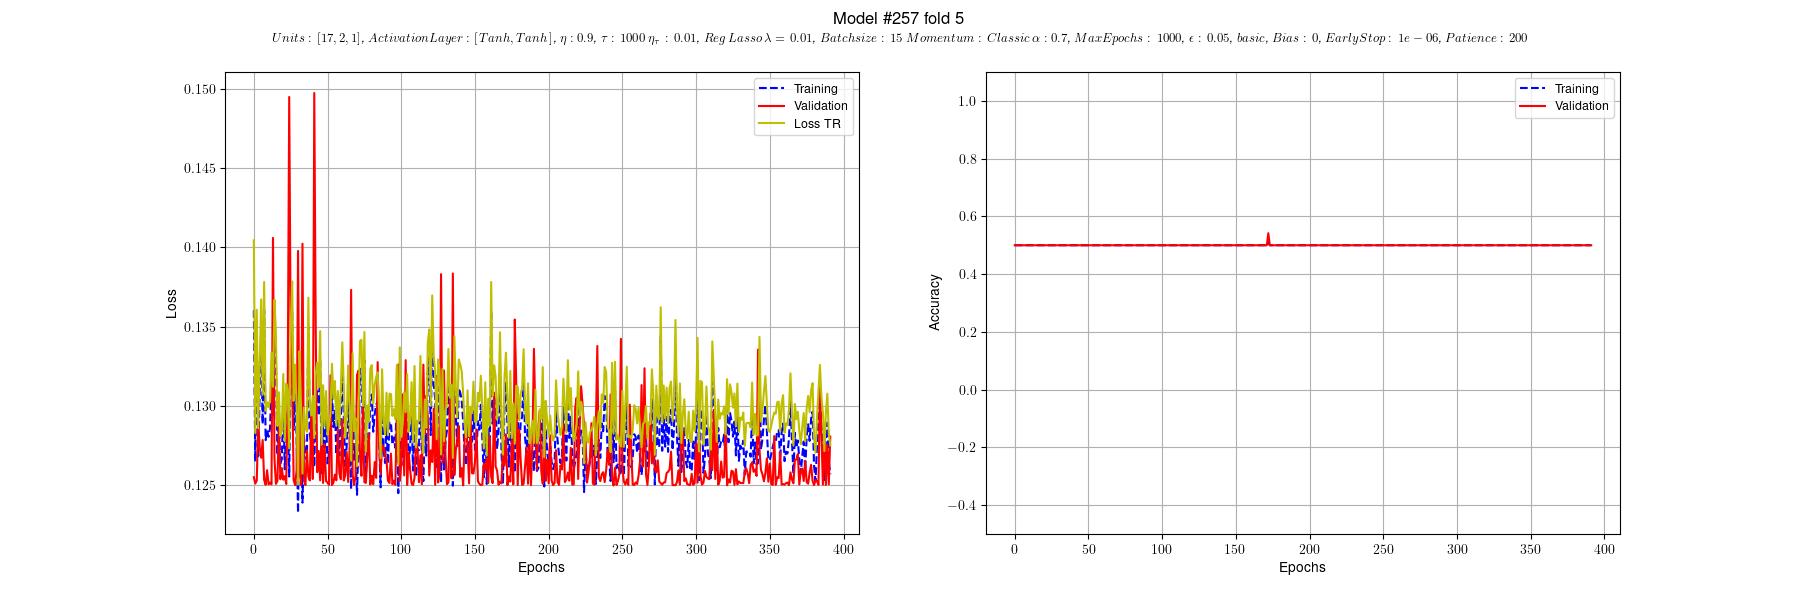 Model #257 fold 5
Units : [17, 2, 1], ActivationLayer : [Tanh, Tanh], η : 0.9, τ : 1000 η_τ : 0.01, Reg Lasso λ = 0.01, Batchsize : 15 Momentum : Classic α : 0.7, MaxEpochs : 1000, ϵ : 0.05, basic, Bias : 0, EarlyStop : 1e − 06, Patience : 200
Training
Validation
Loss TR
0.150
0.145
0.140
0.135
0.130
0.125
Loss
0 50 100 150 200 250 300 350 400
Epochs
Training
Validation
1.0
0.8
0.6
0.4
0.2
0.0
−0.2
−0.4
Accuracy
0 50 100 150 200 250 300 350 400
Epochs